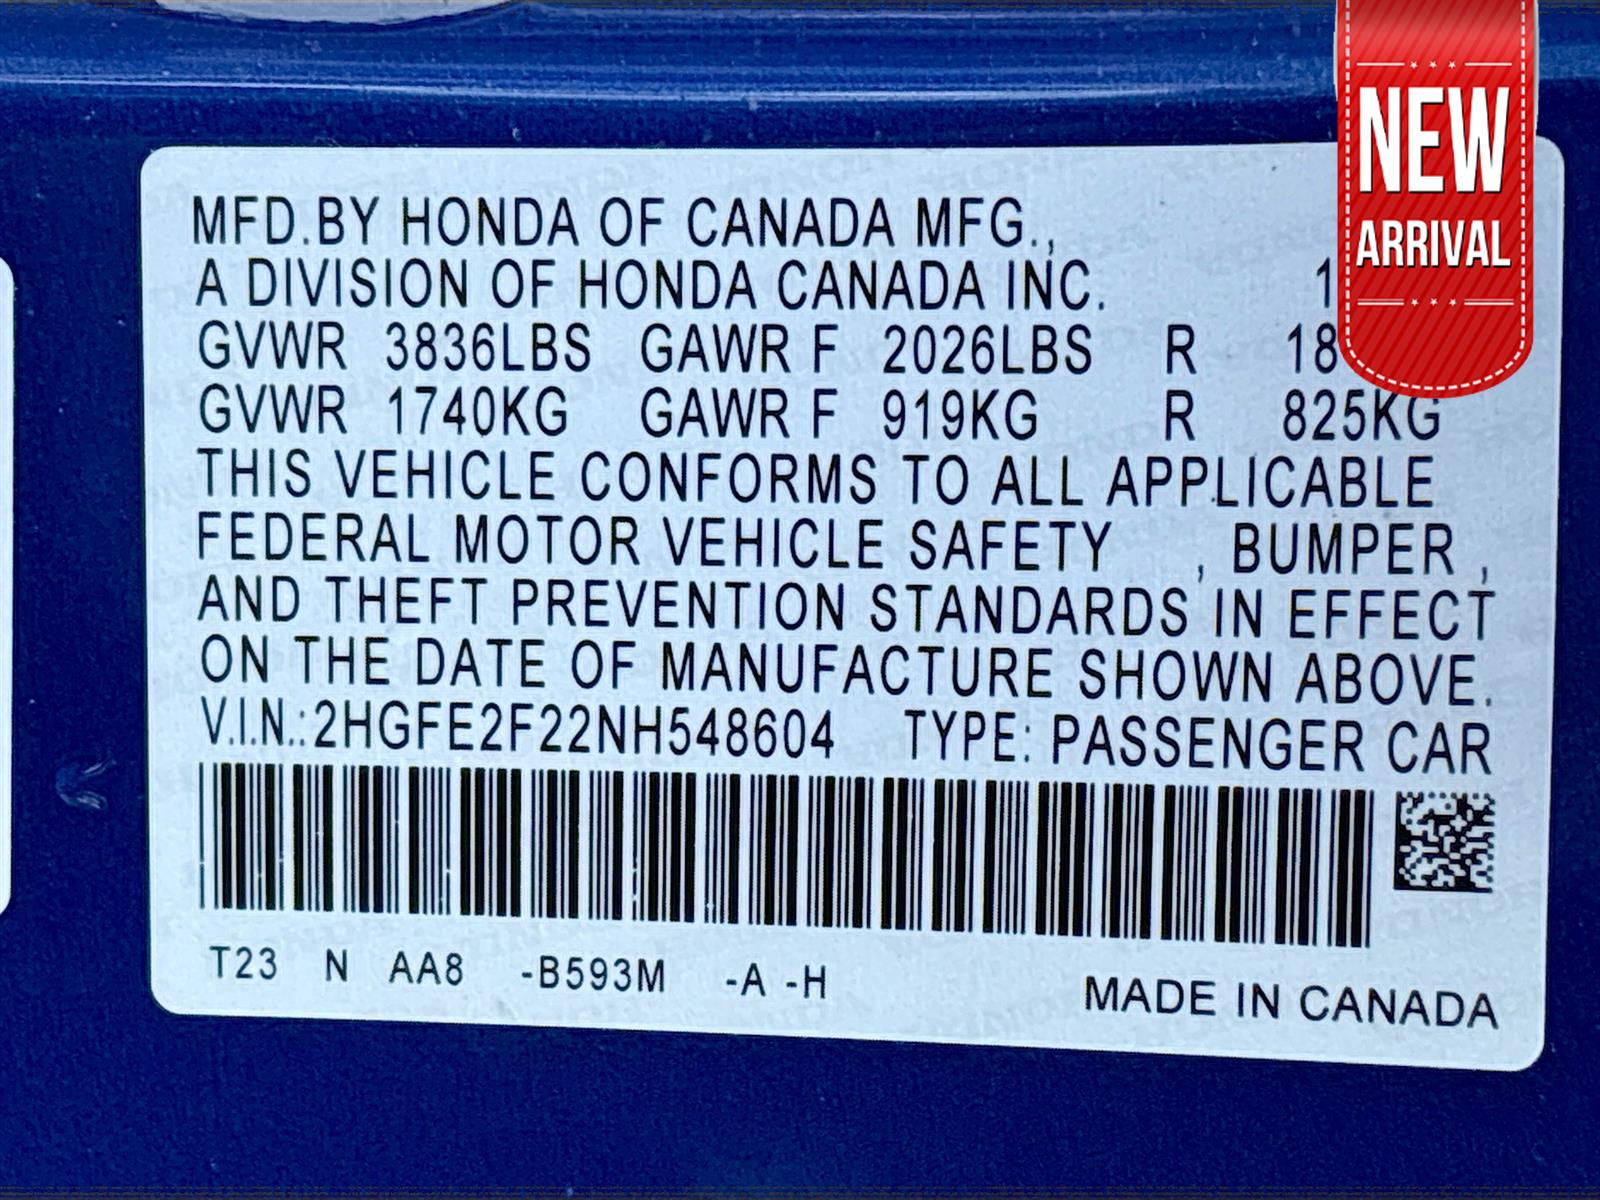 NEW
ARRIVAL
MFD.BY HONDA OF CANADA MFG.,
A DIVISION OF HONDA CANADA INC.
GVWR 3836LBS GAWR F 2026LBS R
GVWR 1740KG GAWR F 919KG R 825KG
THIS VEHICLE CONFORMS TO ALL APPLICABLE
FEDERAL MOTOR VEHICLE SAFETY , BUMPER ,
AND THEFT PREVENTION STANDARDS IN EFFECT
ON THE DATE OF MANUFACTURE SHOWN ABOVE.
V.I.N.:2HGFE2F22NH548604 TYPE: PASSENGER CAR
T23 N AA8 -B593M -A -H
MADE IN CANADA